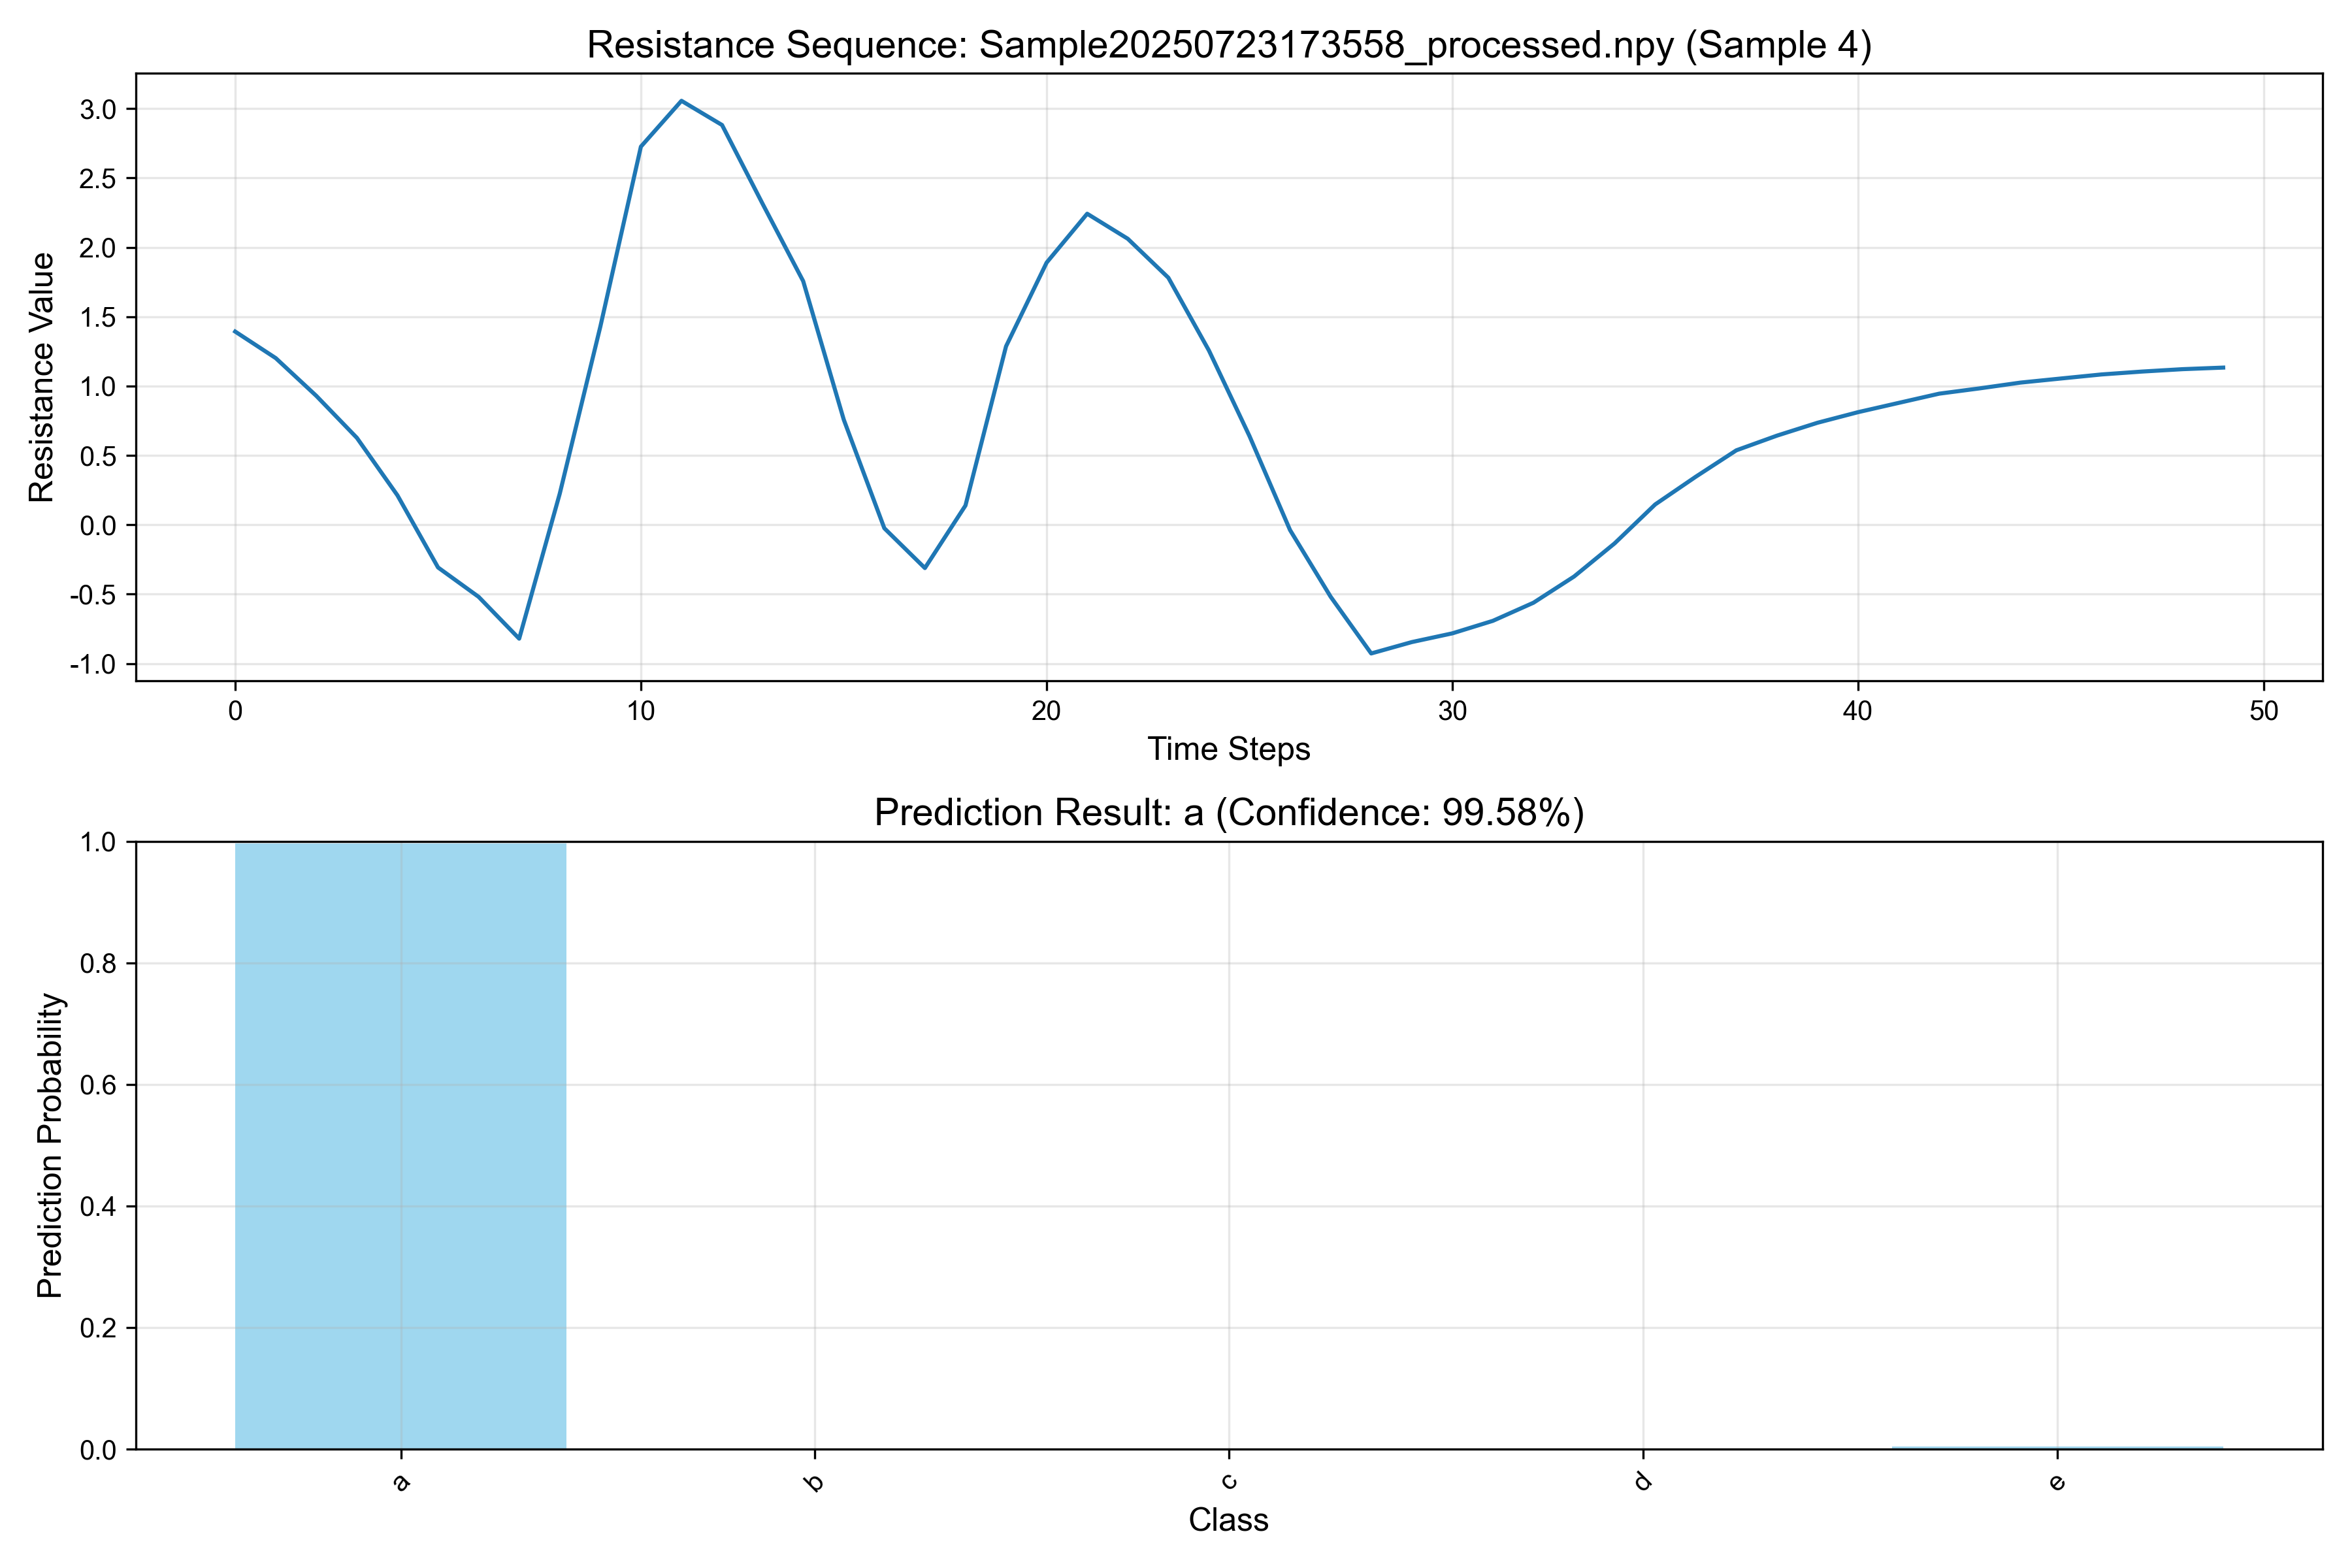 Resistance Sequence: Sample20250723173558_processed.npy (Sample 4)
Resistance Value
3.0
2.5
2.0
1.5
1.0
0.5
0.0
-0.5
-1.0
0 10 20 30 40 50
Time Steps
Prediction Result: a (Confidence: 99.58%)
Prediction Probability
1.0
0.8
0.6
0.4
0.2
0.0
a b c d e
Class